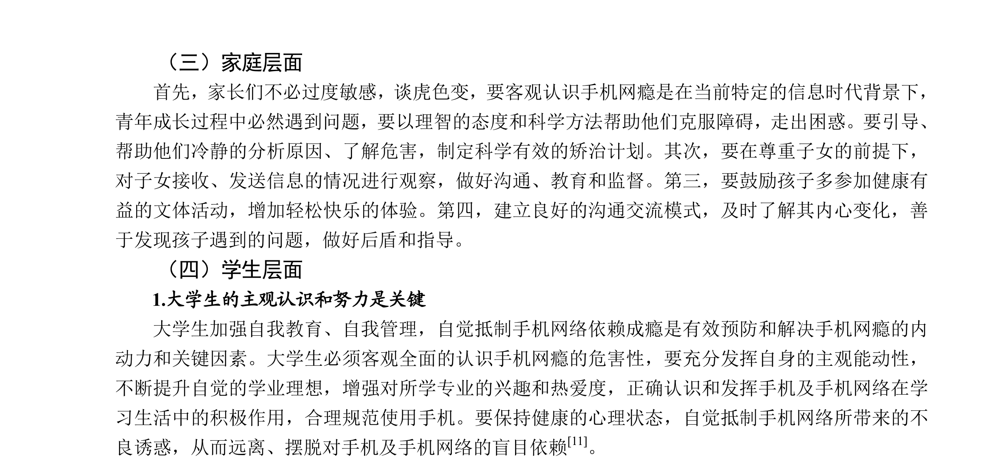 （三）家庭层面
首先，家长们不必过度敏感，谈虎色变，要客观认识手机网瘾是在当前特定的信息时代背景下，
青年成长过程中必然遇到问题，要以理智的态度和科学方法帮助他们克服障碍，走出困惑。要引导、
帮助他们冷静的分析原因、了解危害，制定科学有效的矫治计划。其次，要在尊重子女的前提下，
对子女接收、发送信息的情况进行观察，做好沟通、教育和监督。第三，要鼓励孩子多参加健康有
益的文体活动，增加轻松快乐的体验。第四，建立良好的沟通交流模式，及时了解其内心变化，善
于发现孩子遇到的问题，做好后盾和指导。
（四）学生层面
1.大学生的主观认识和努力是关键
大学生加强自我教育、自我管理，自觉抵制手机网络依赖成瘾是有效预防和解决手机网瘾的内
动力和关键因素。大学生必须客观全面的认识手机网瘾的危害性，要充分发挥自身的主观能动性，
不断提升自觉的学业理想，增强对所学专业的兴趣和热爱度，正确认识和发挥手机及手机网络在学
习生活中的积极作用，合理规范使用手机。要保持健康的心理状态，自觉抵制手机网络所带来的不
良诱惑，从而远离、摆脱对手机及手机网络的盲目依赖[11]。